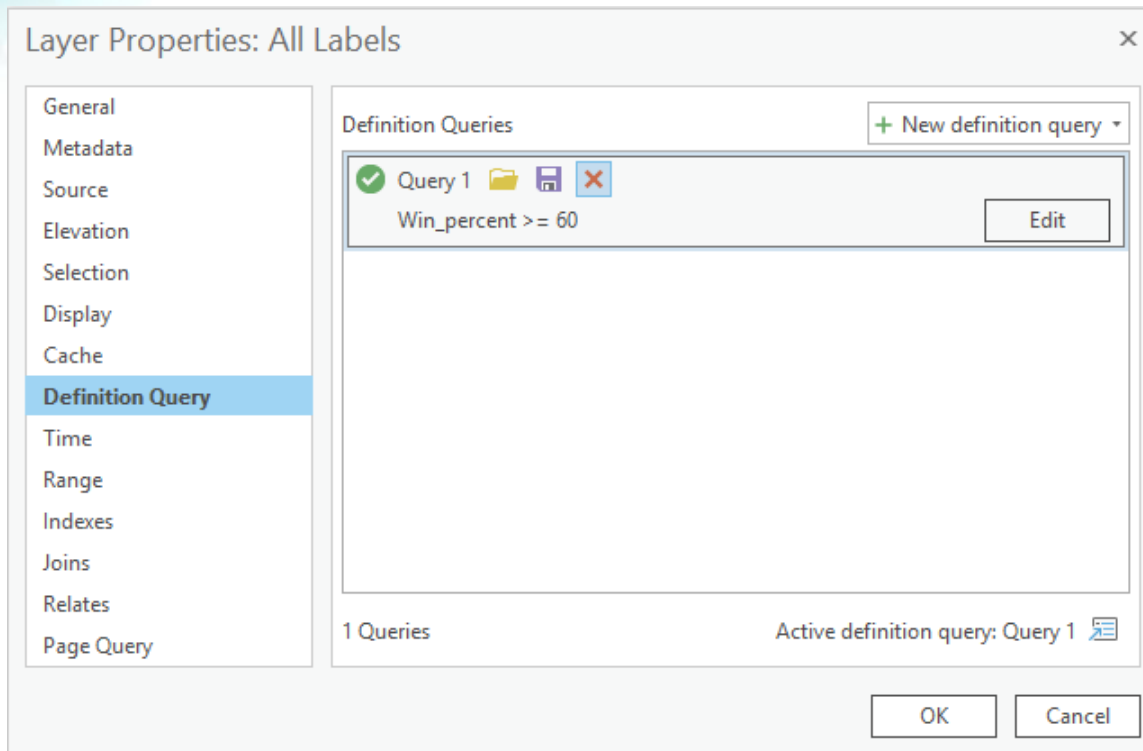 Layer Properties: All Labels
General
Metadata
Source
Elevation
Selection
Display
Cache
Definition Query
Time
Range
Indexes
Joins
Relates
Page Query
Definition Queries
New definition query
Query 1
Win_percent >= 60
Edit
1 Queries
Active definition query: Query 1
OK
Cancel